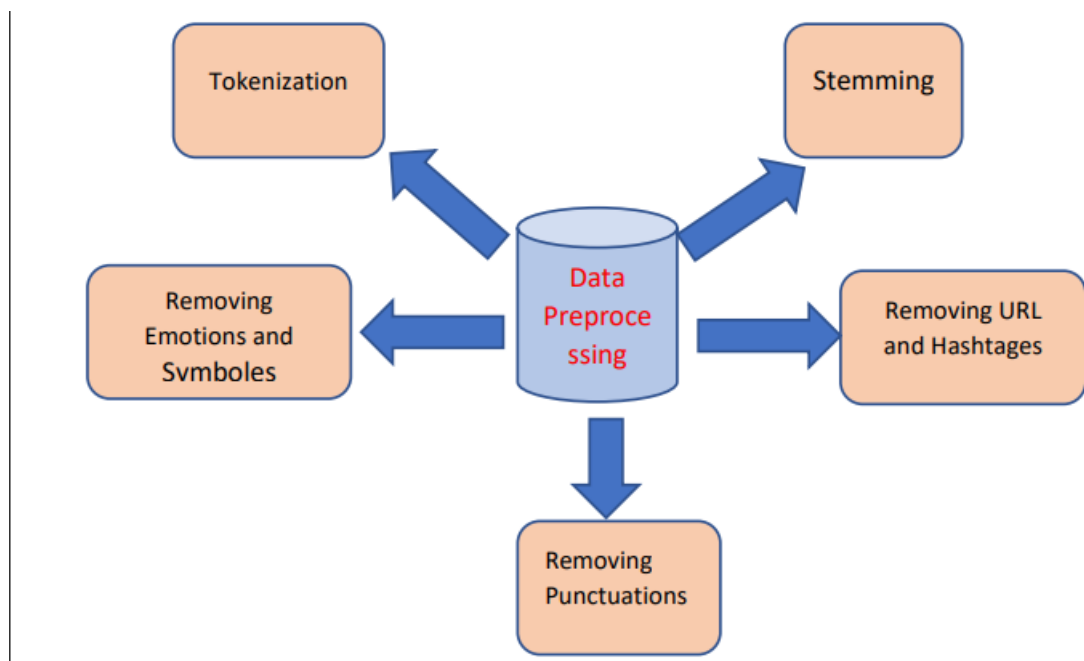 Tokenization
Stemming
Data
Preproce
ssing
Removing
Emotions and
Svmboles
Removing URL
and Hashtages
Removing
Punctuations